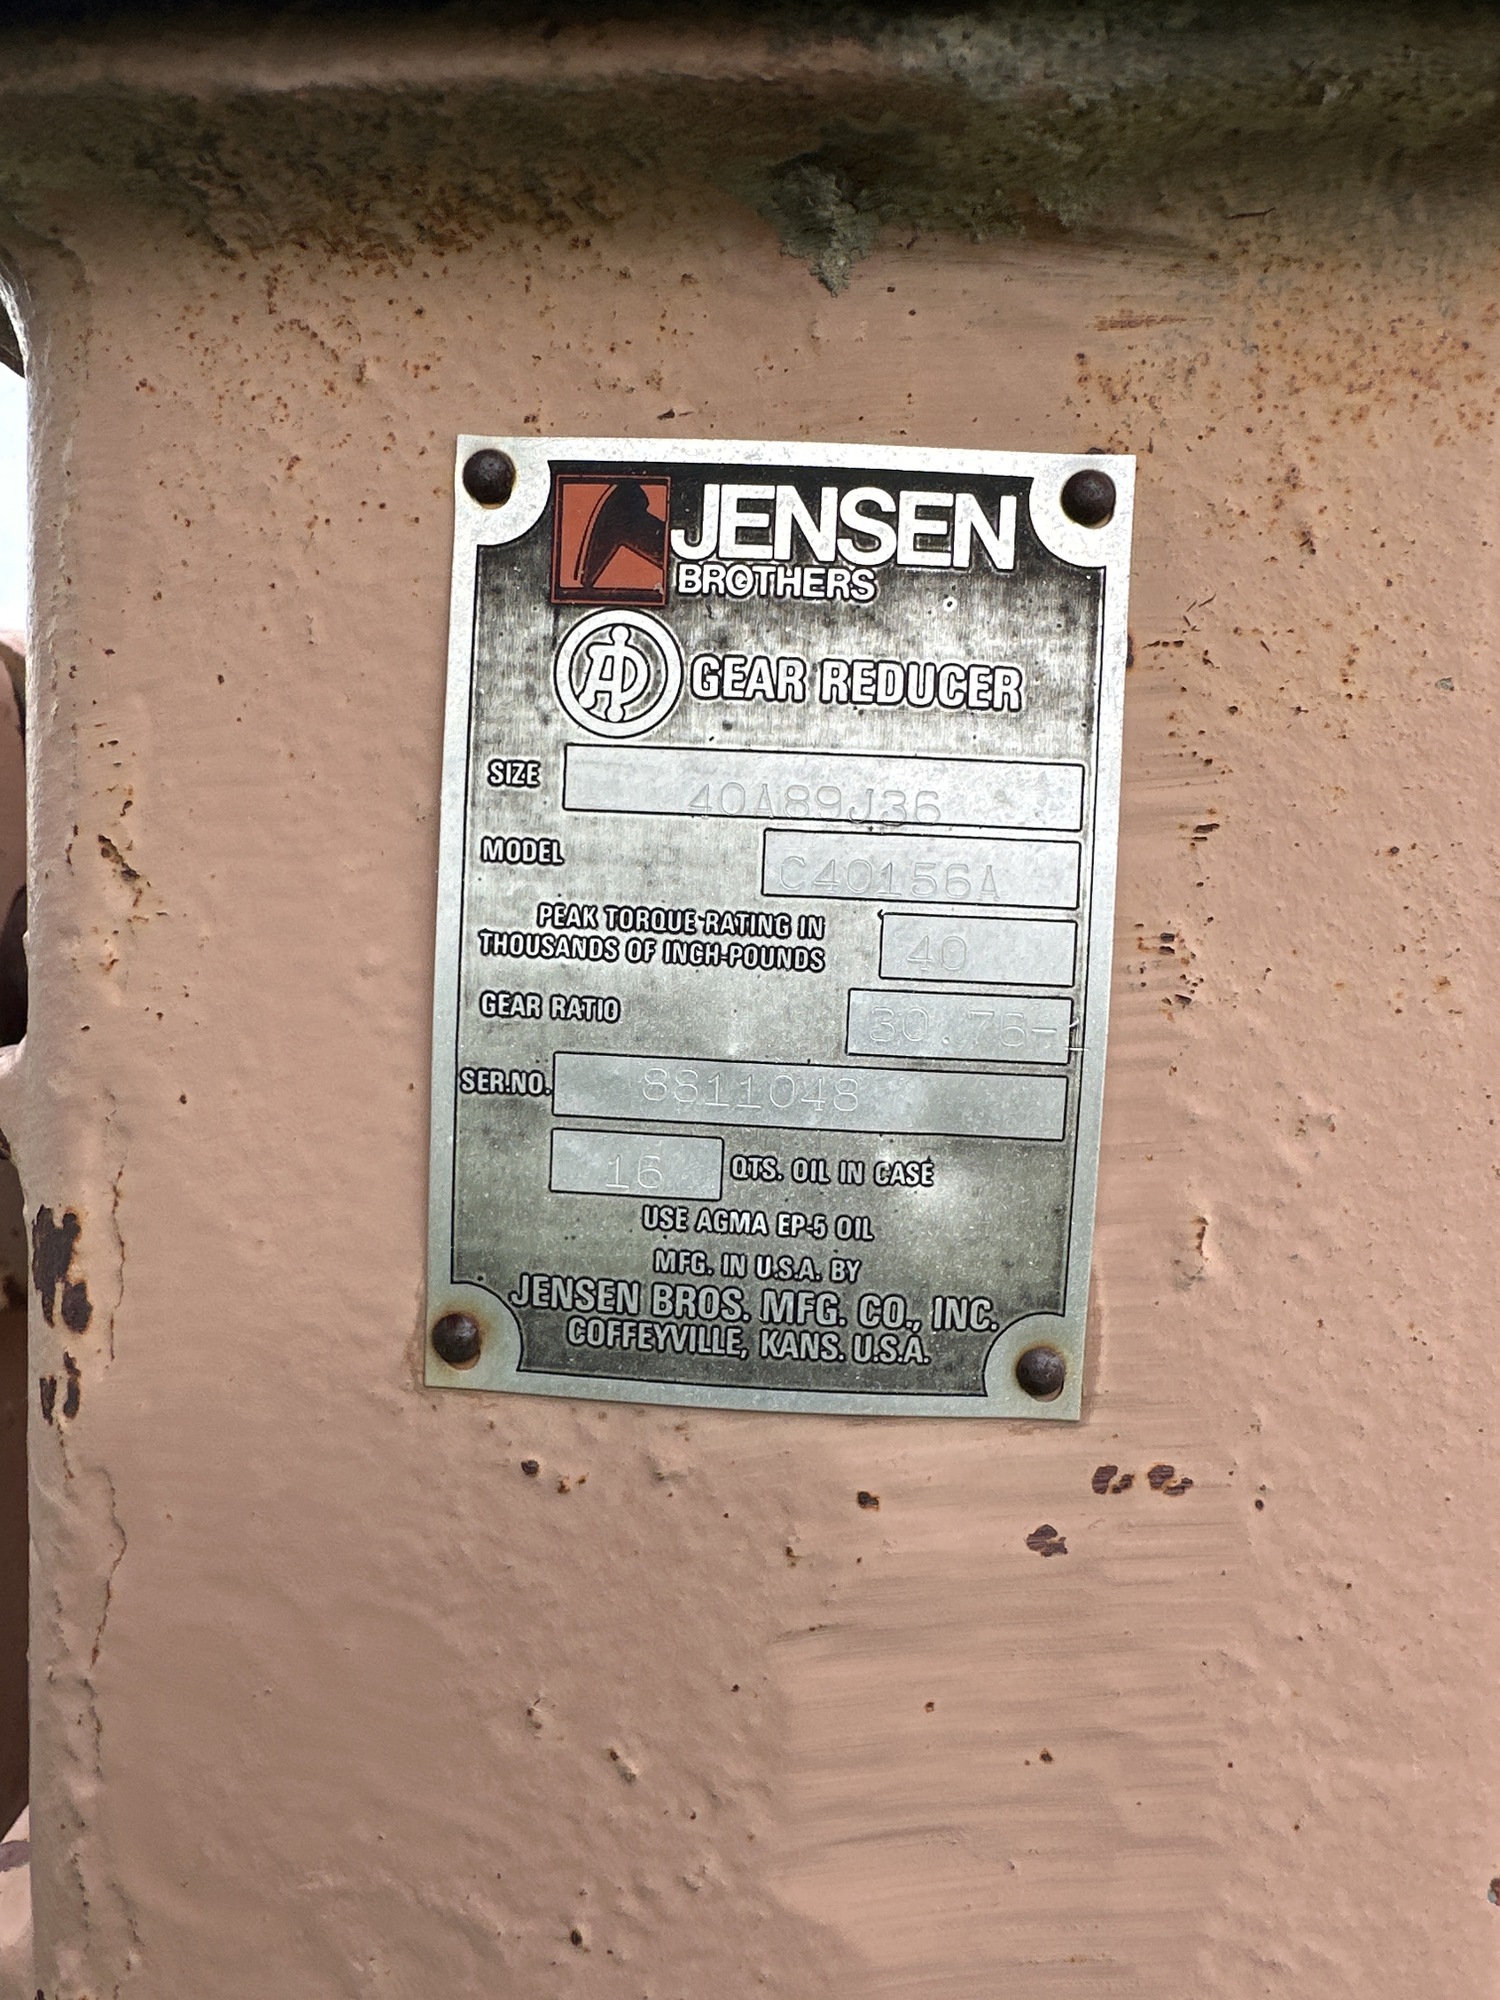 JENSEN
BROTHERS
GEAR REDUCER
SIZE 40A89J36
MODEL C40156A
PEAK TORQUE RATING IN
THOUSANDS OF INCH-POUNDS 40
GEAR RATIO 30.76-1
SER.NO. 8811048
16 QTS. OIL IN CASE
USE AGMA EP-5 OIL
MFG. IN U.S.A. BY
JENSEN BROS. MFG. CO., INC.
COFFEYVILLE, KANS. U.S.A.